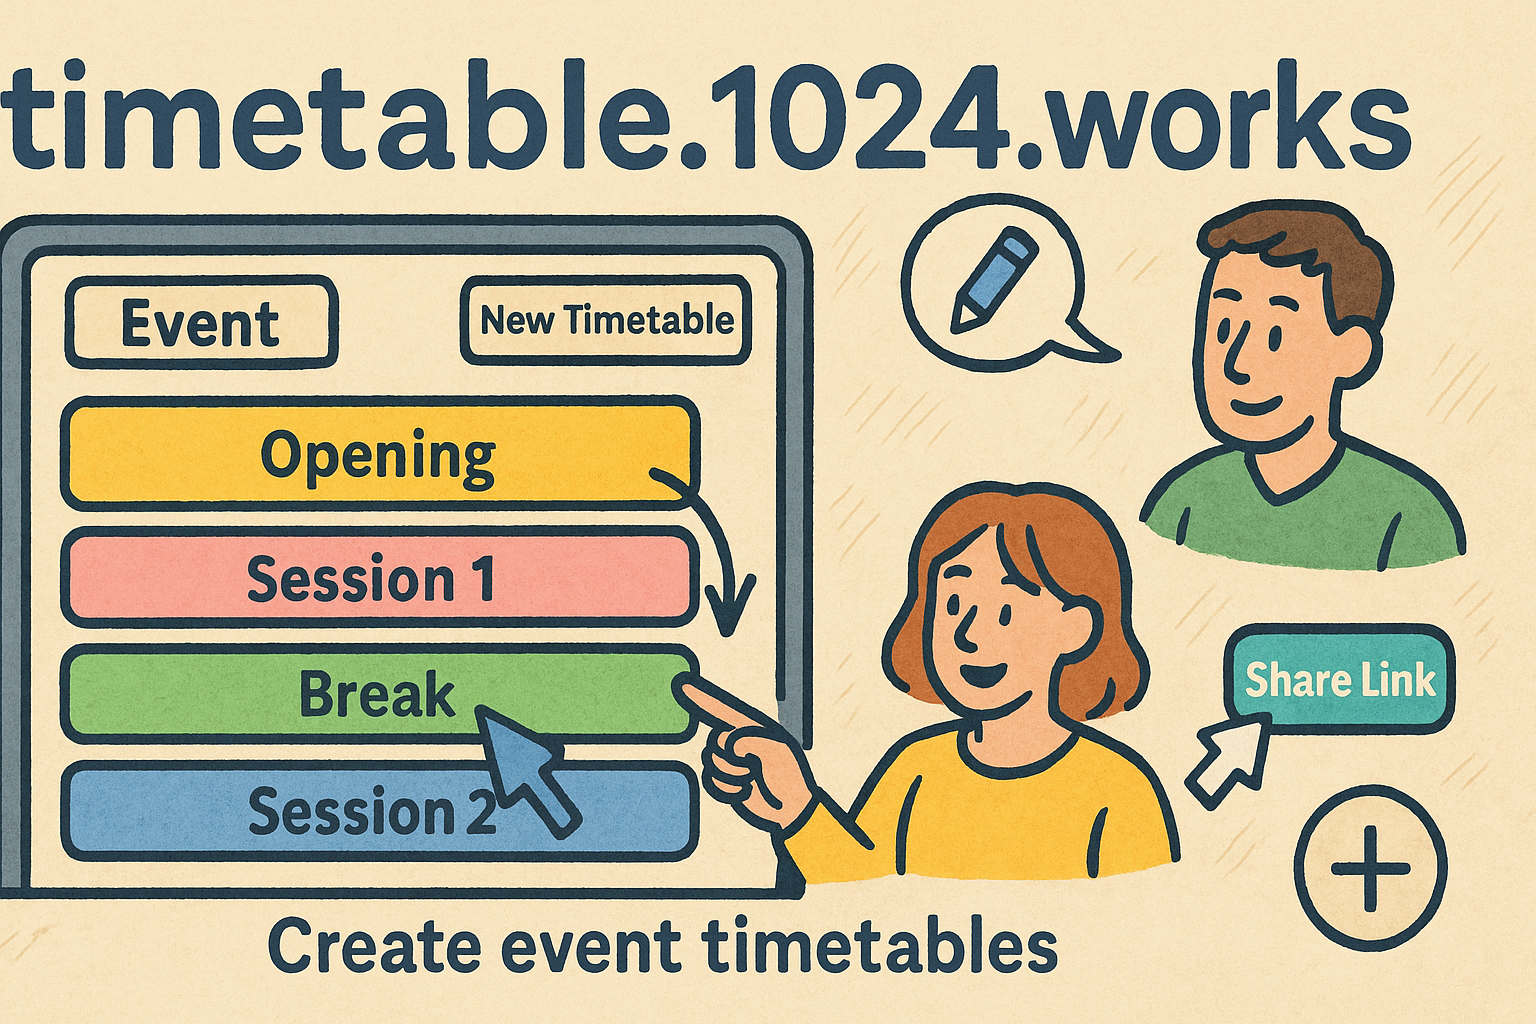 timetable.1024.works
Event
New Timetable
Opening
Session 1
Break
Session 2
Share Link
Create event timetables